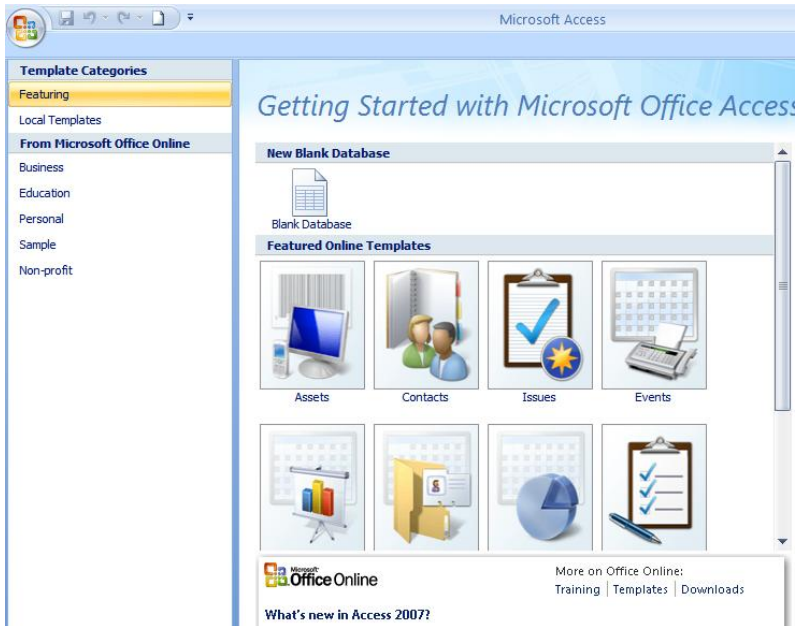 Microsoft Access
Template Categories
Featuring
Local Templates
From Microsoft Office Online
Business
Education
Personal
Sample
Non-profit
Getting Started with Microsoft Office Access
New Blank Database
Blank Database
Featured Online Templates
Assets Contacts Issues Events
Microsoft
Office Online
More on Office Online:
Training | Templates | Downloads
What's new in Access 2007?